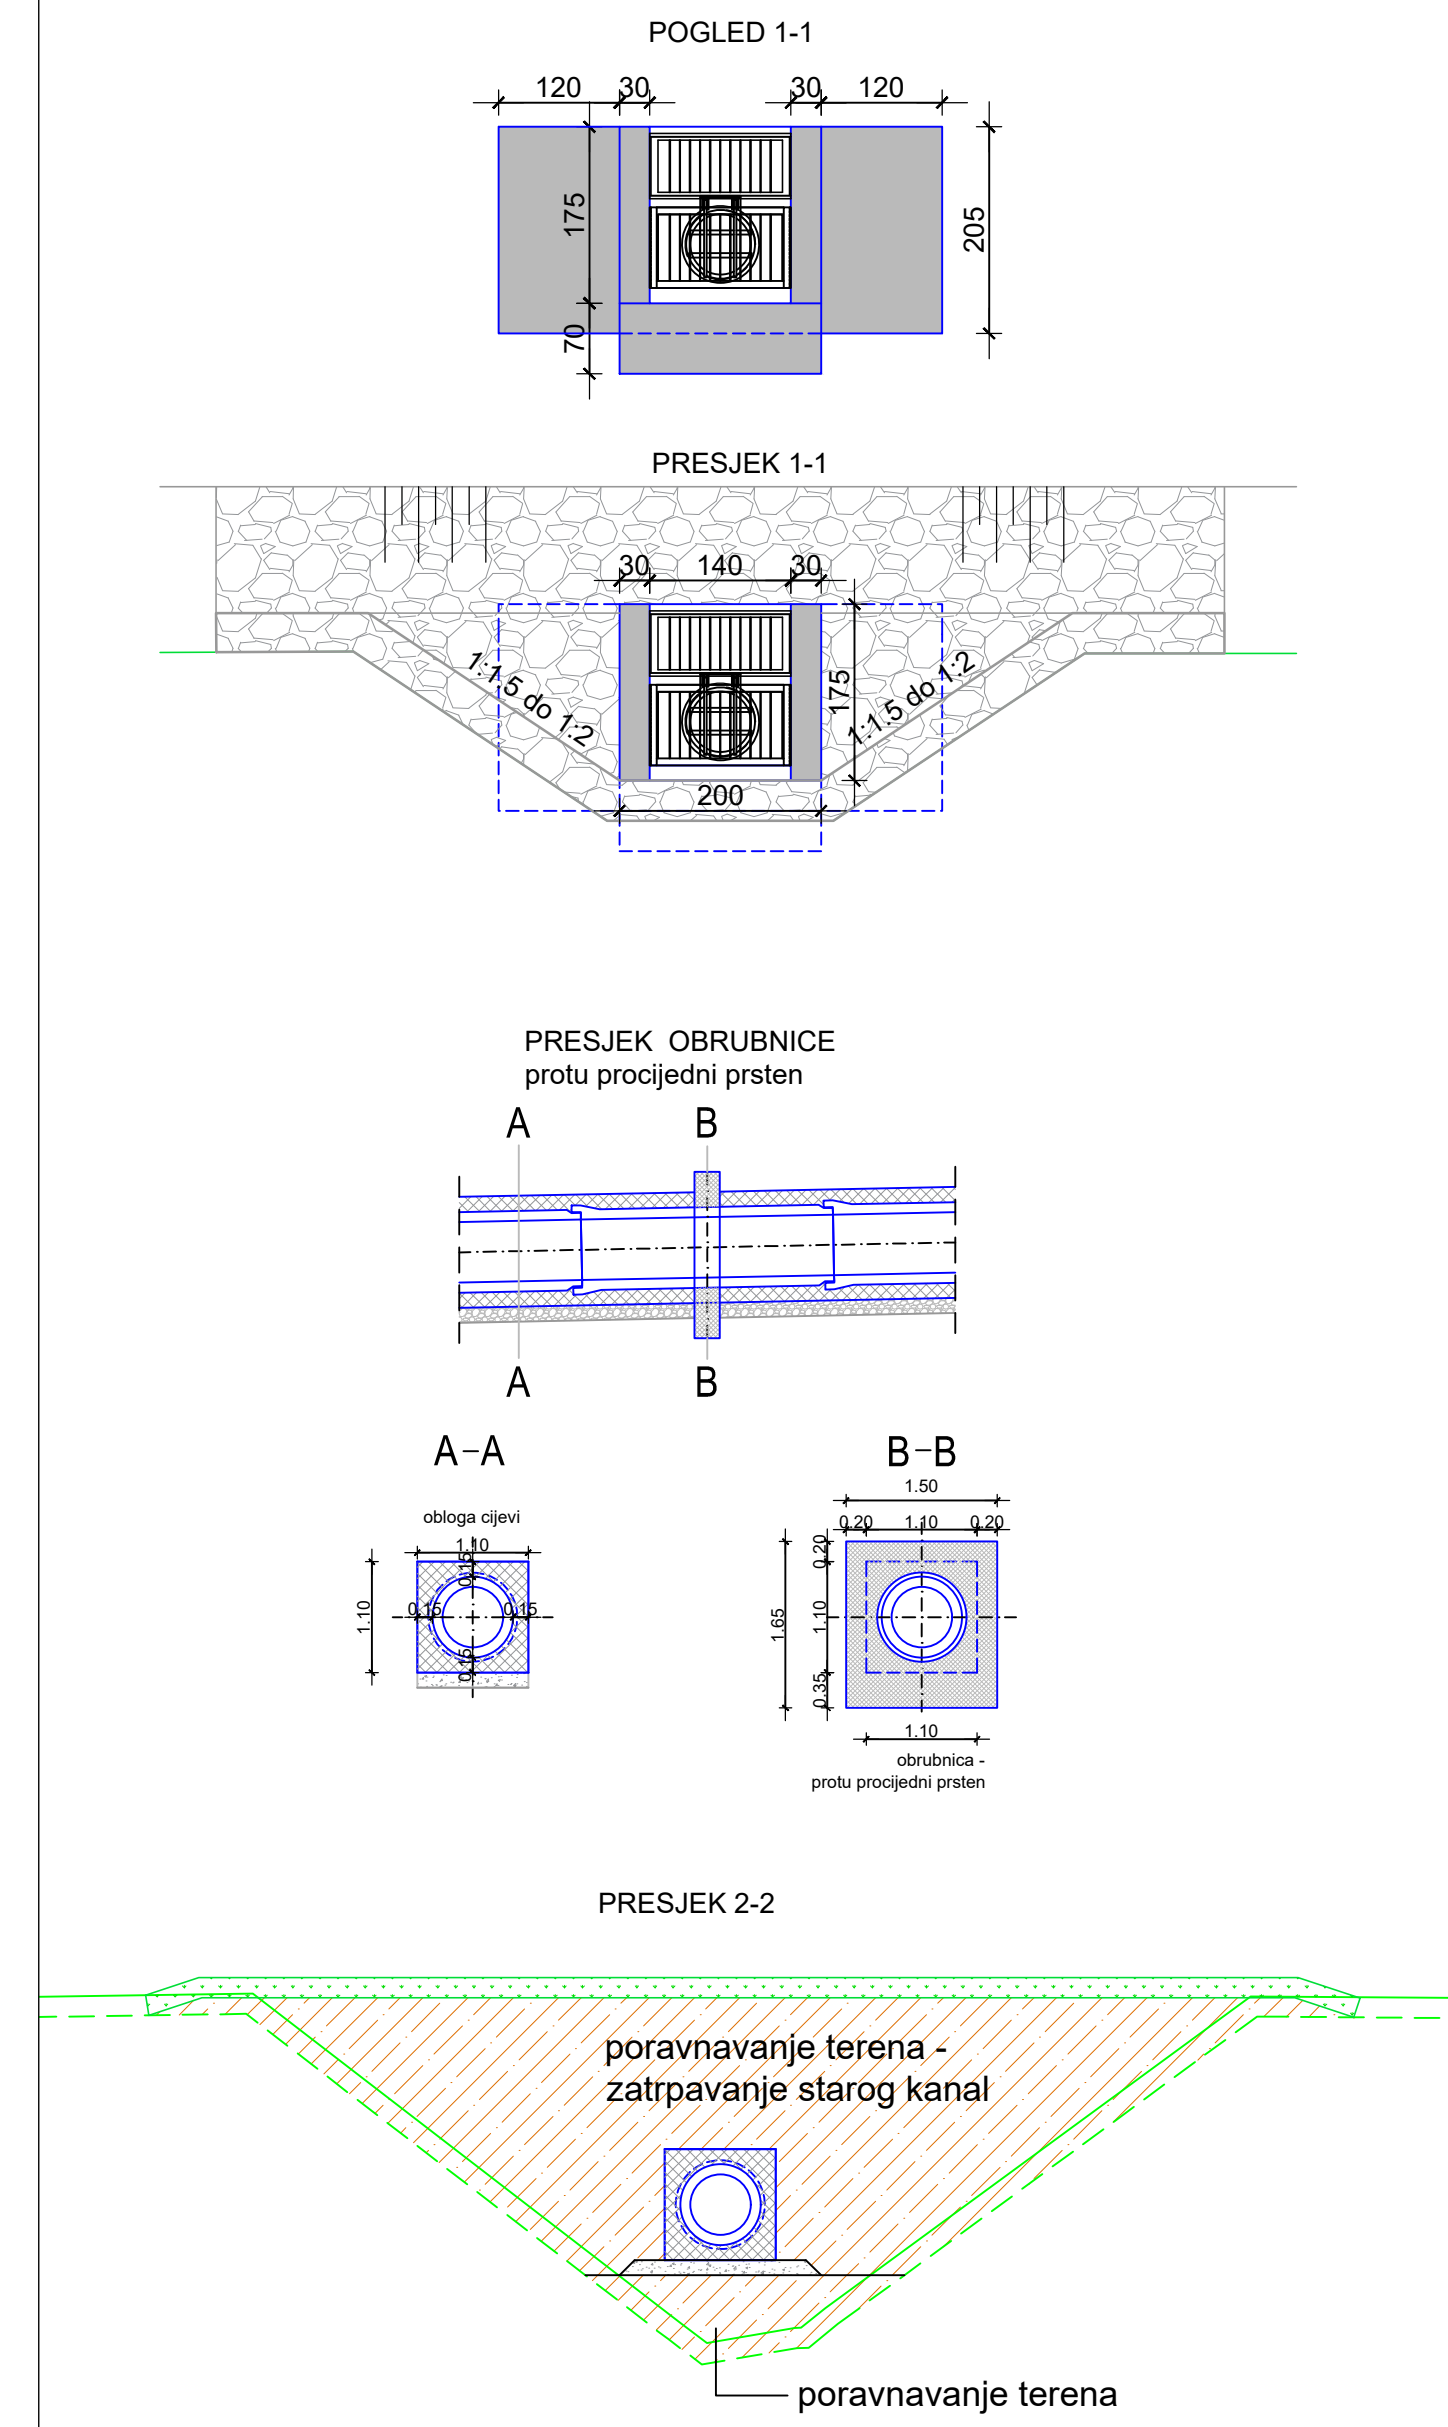 POGLED 1-1
120 30 30 120
175
205
70
PRESJEK 1-1
30 140 30
1:1.5 do 1:2
175
1:1.5 do 1:2
200
PRESJEK OBRUBNICE
protu procijedni prsten
A B
A B
A-A
B-B
obloga cijevi
1.10
0.15
1.10
0.15
0.15
0.15
1.50
0.20 1.10 0.20
0.20
1.65
1.10
0.35
1.10
obrubnica -
protu procijedni prsten
PRESJEK 2-2
poravnavanje terena -
zatrpavanje starog kanal
poravnavanje terena